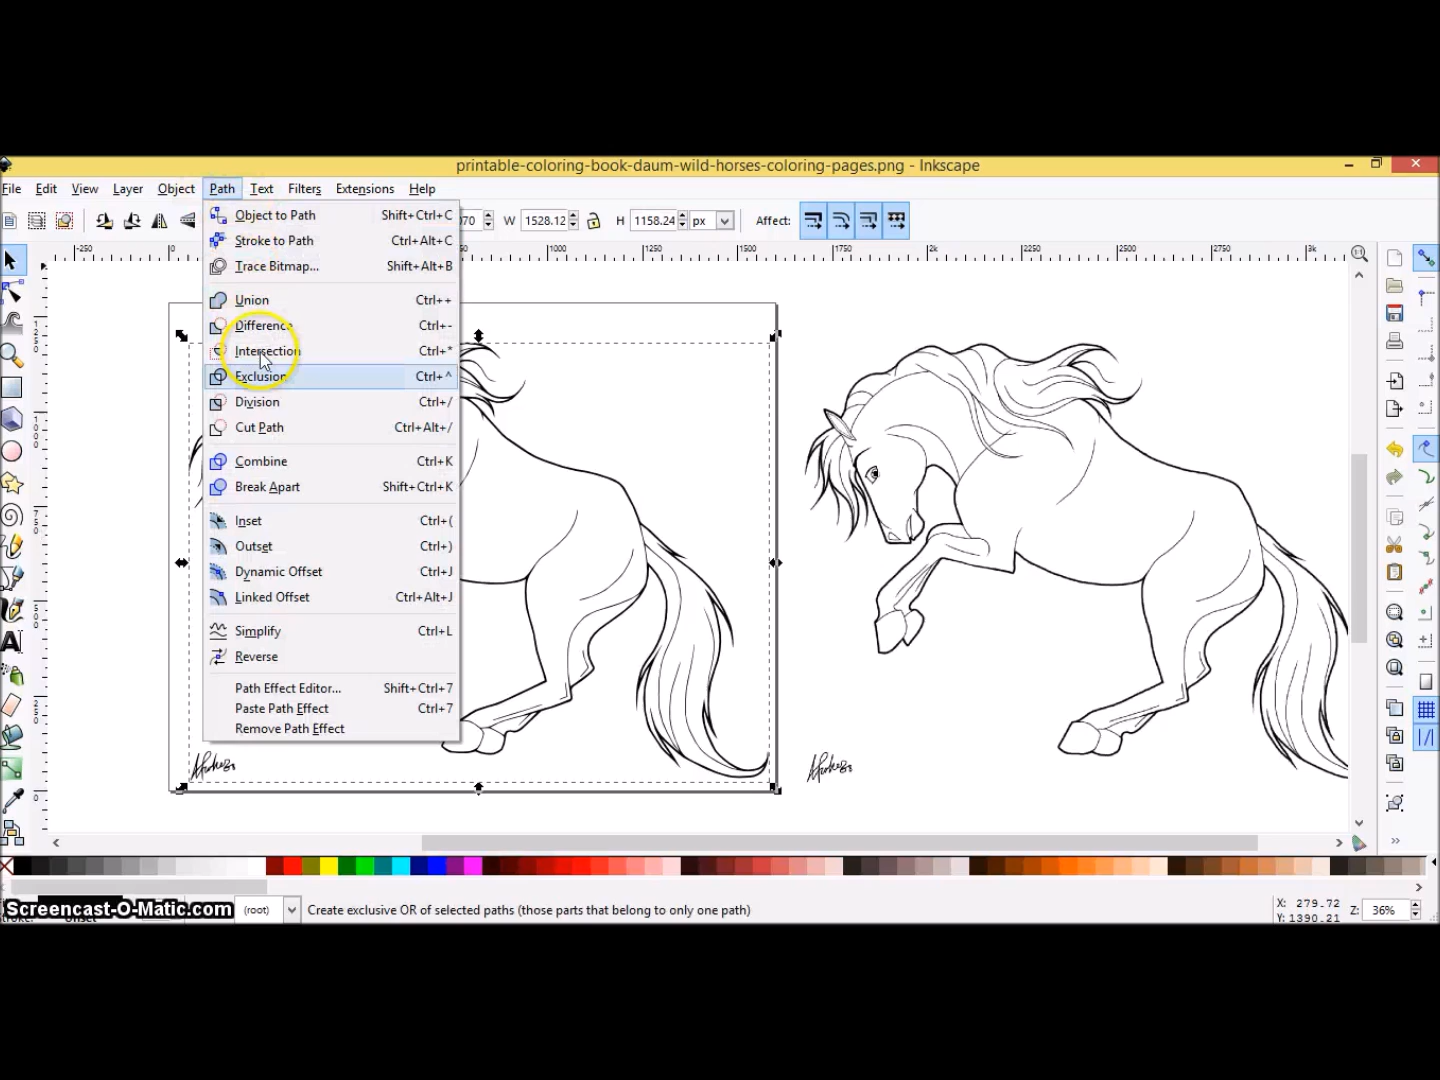 printable-coloring-book-daum-wild-horses-coloring-pages.png - Inkscape
File Edit View Layer Object Path Text Filters Extensions Help
W 1528.12 H 1158.24 px Affect:
-250 0 1000 1250 1500 1750 2k 2250 2500 2750 3k
Object to Path Shift+Ctrl+C
Stroke to Path Ctrl+Alt+C
Trace Bitmap... Shift+Alt+B
Union Ctrl++
Difference Ctrl+-
Intersection Ctrl+*
Exclusion Ctrl+^
Division Ctrl+/
Cut Path Ctrl+Alt+/
Combine Ctrl+K
Break Apart Shift+Ctrl+K
Inset Ctrl+(
Outset Ctrl+)
Dynamic Offset Ctrl+J
Linked Offset Ctrl+Alt+J
Simplify Ctrl+L
Reverse
Path Effect Editor... Shift+Ctrl+7
Paste Path Effect Ctrl+7
Remove Path Effect
Screencast-O-Matic.com
(root) Create exclusive OR of selected paths (those parts that belong to only one path)
X: 279.72
Y: 1390.21
Z: 36%